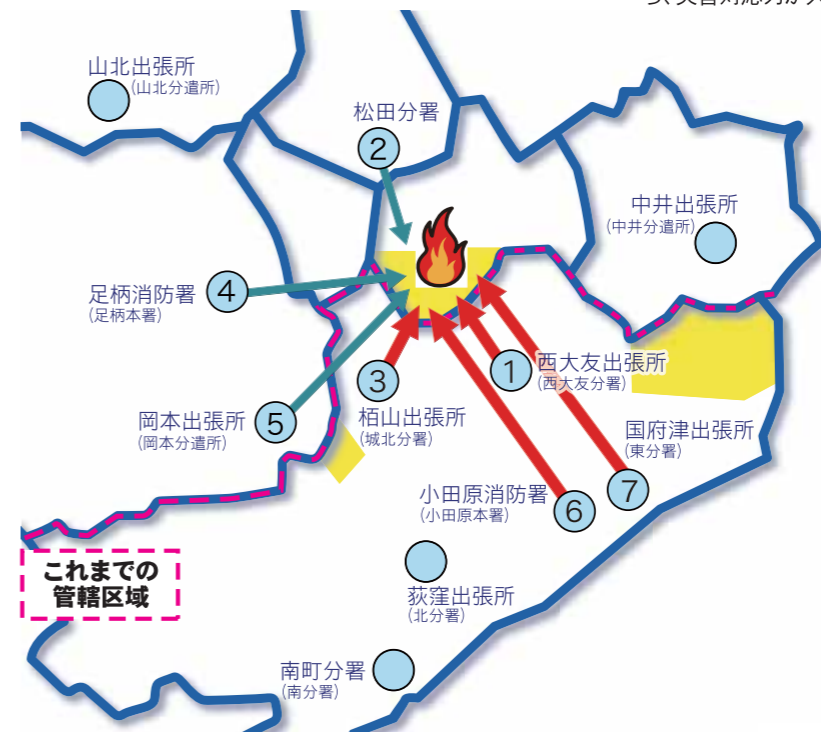 山北出張所
(山北分遣所)
松田分署
②
中井出張所
(中井分遣所)
足柄消防署
(足柄本署)
④
③
①
西大友出張所
(西大友分署)
岡本出張所
(岡本分遣所)
⑤
栢山出張所
(城北分署)
国府津出張所
(東分署)
⑦
小田原消防署
(小田原本署)
⑥
これまでの
管轄区域
荻窪出張所
(北分署)
南町分署
(南分署)